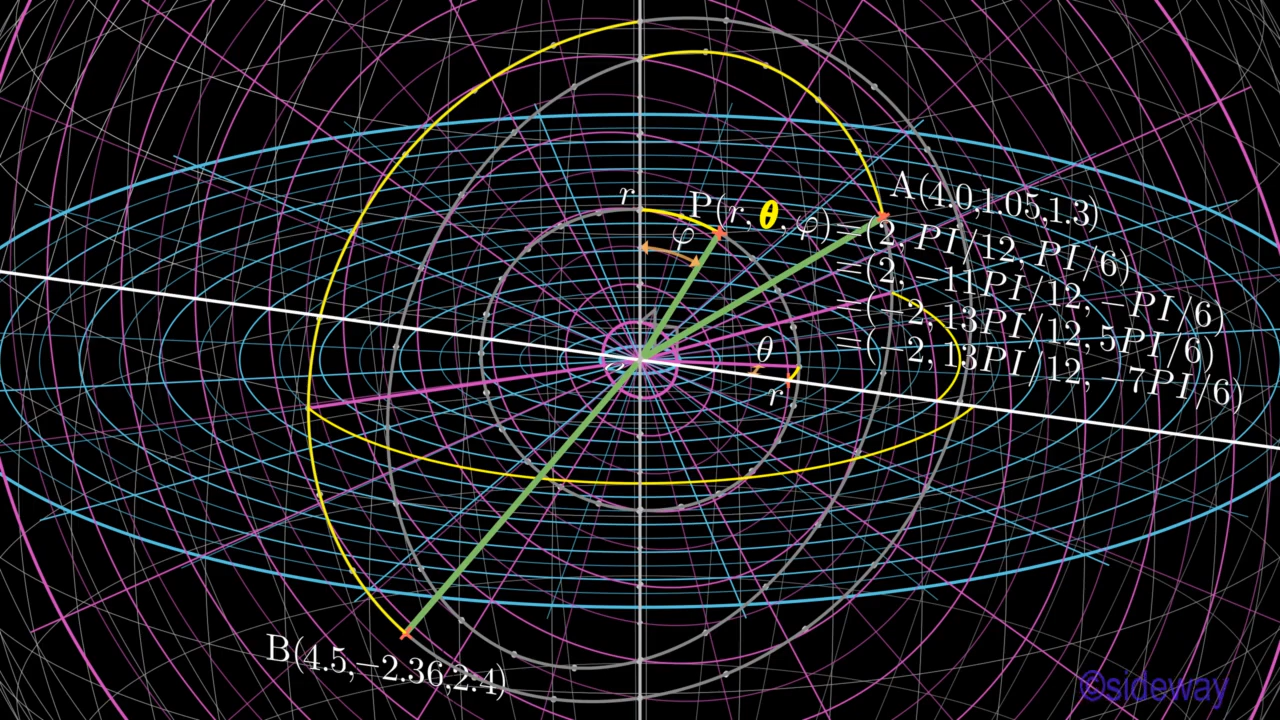 r
A(4.0,1.05,1.3)
P(r,θ,φ)=(2,PI/12,PI/6)
φ
=(2,−11PI/12,−PI/6)
=(−2,13PI/12,5PI/6)
θ
=(−2,13PI/12,−7PI/6)
o
r
B(4.5,−2.36,2.4)
©sideway